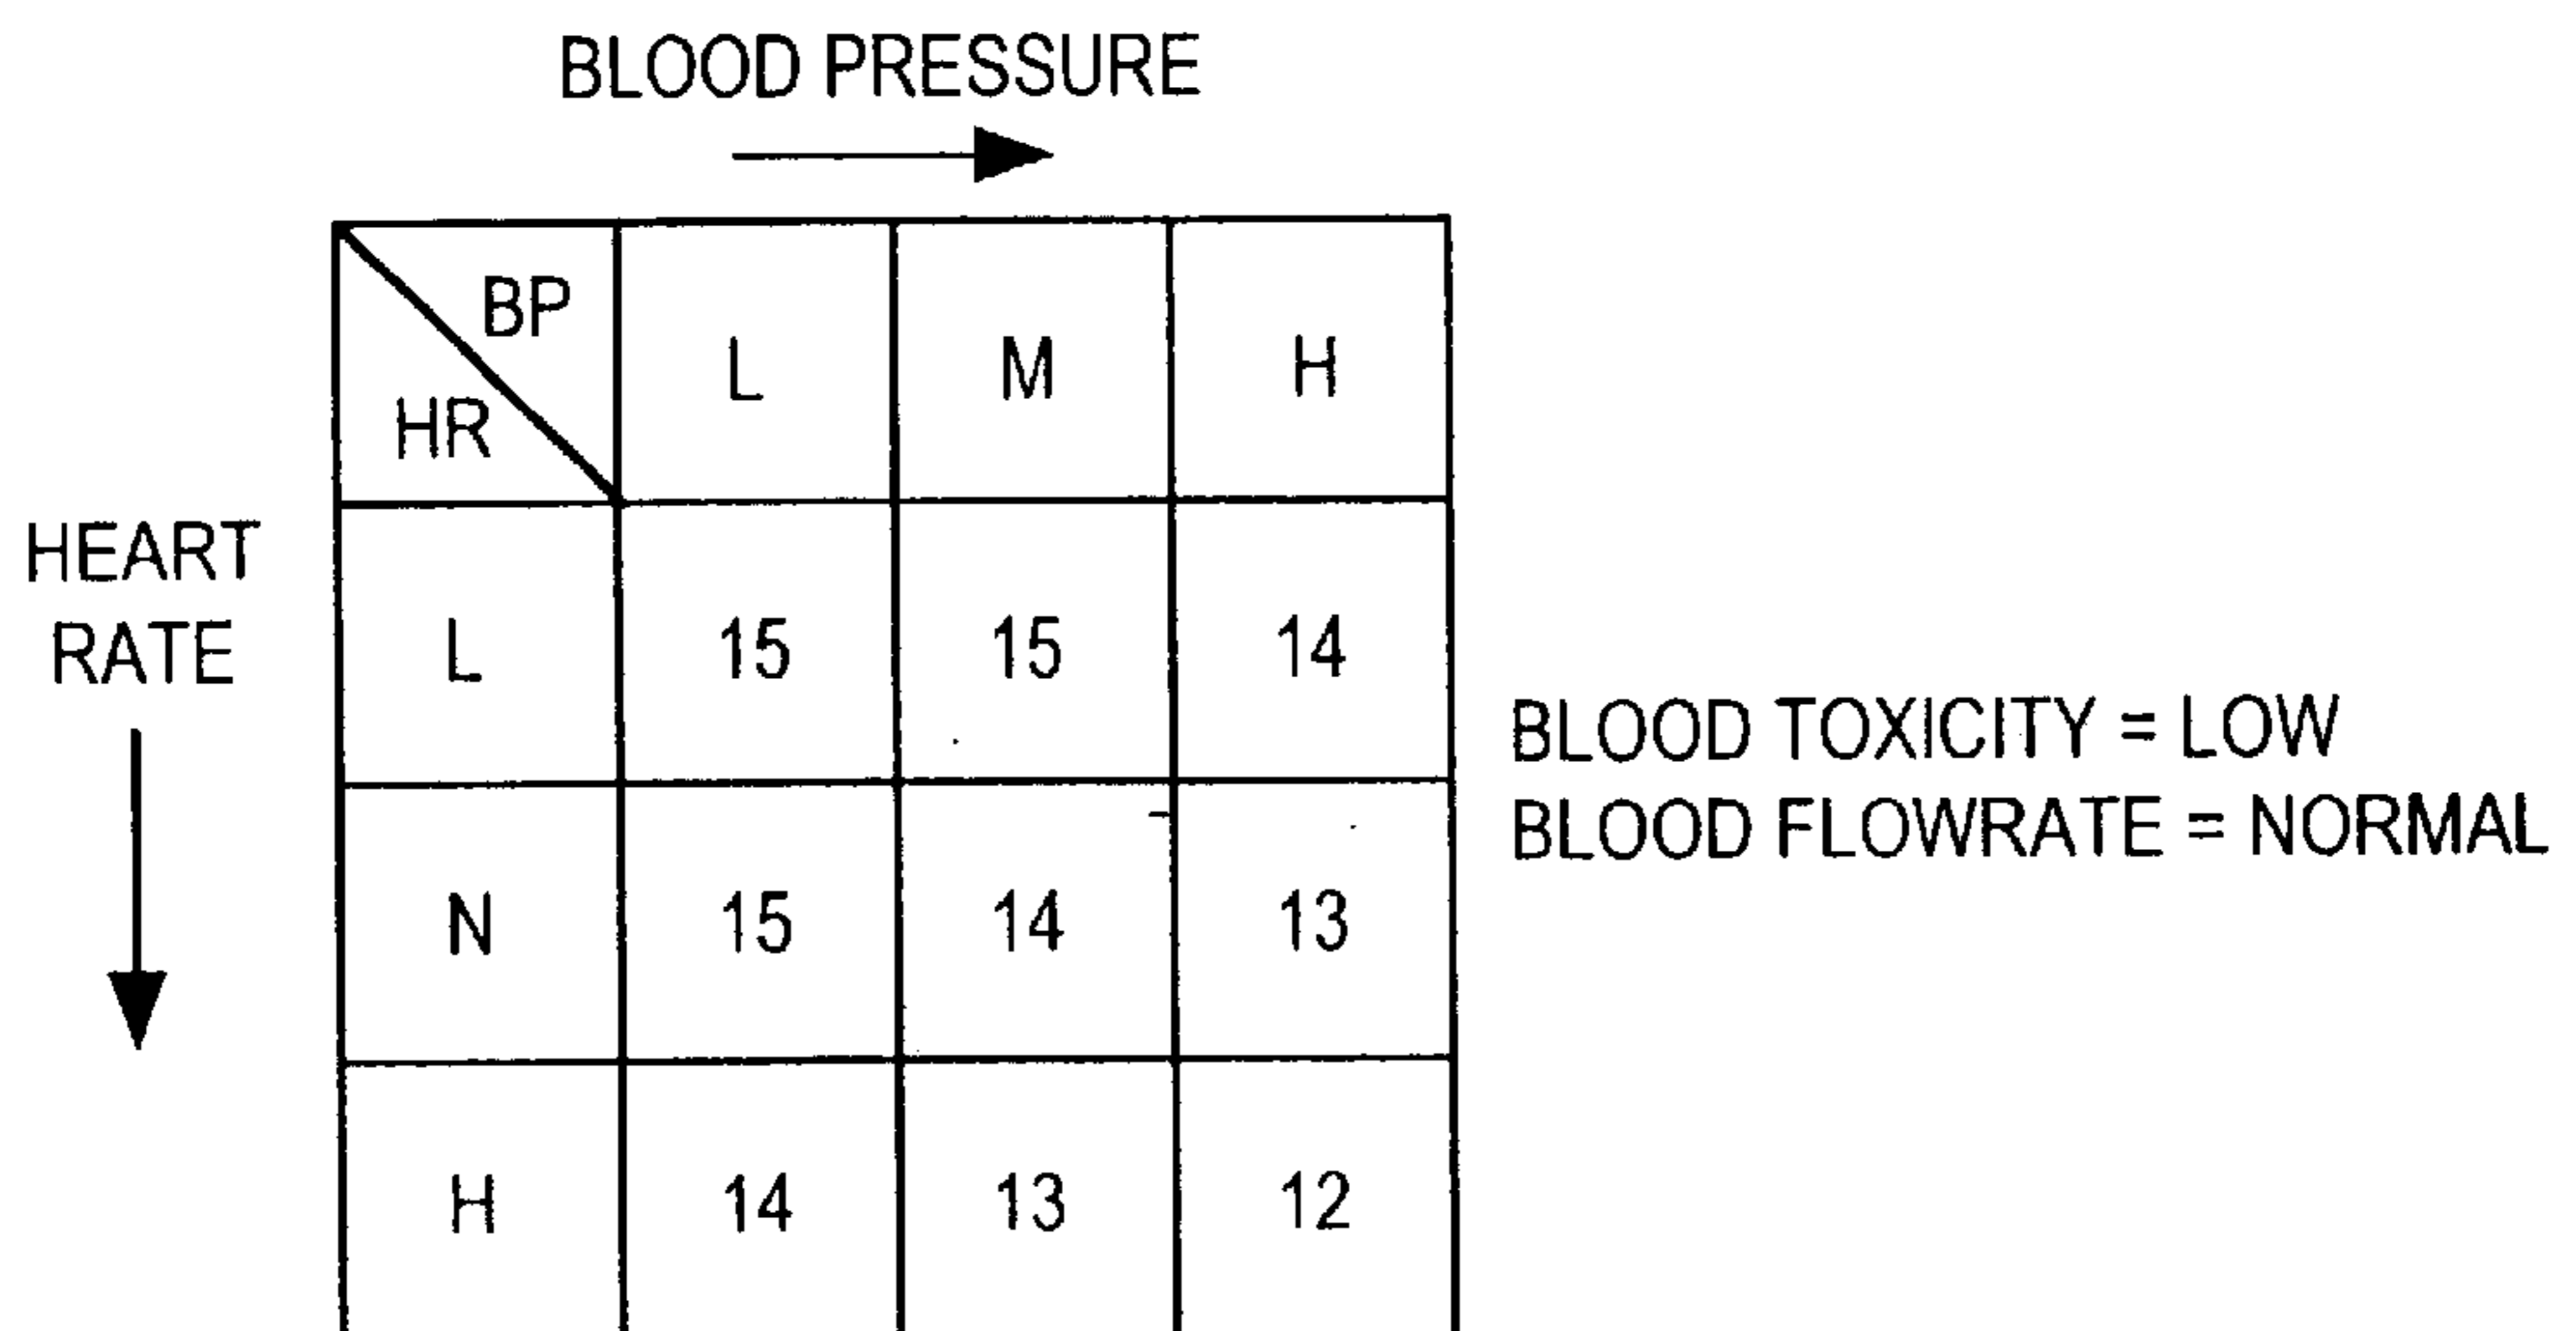 BLOOD PRESSURE
BP
HR
L M H
HEART
RATE
L 15 15 14
BLOOD TOXICITY = LOW
BLOOD FLOWRATE = NORMAL
N 15 14 13
H 14 13 12